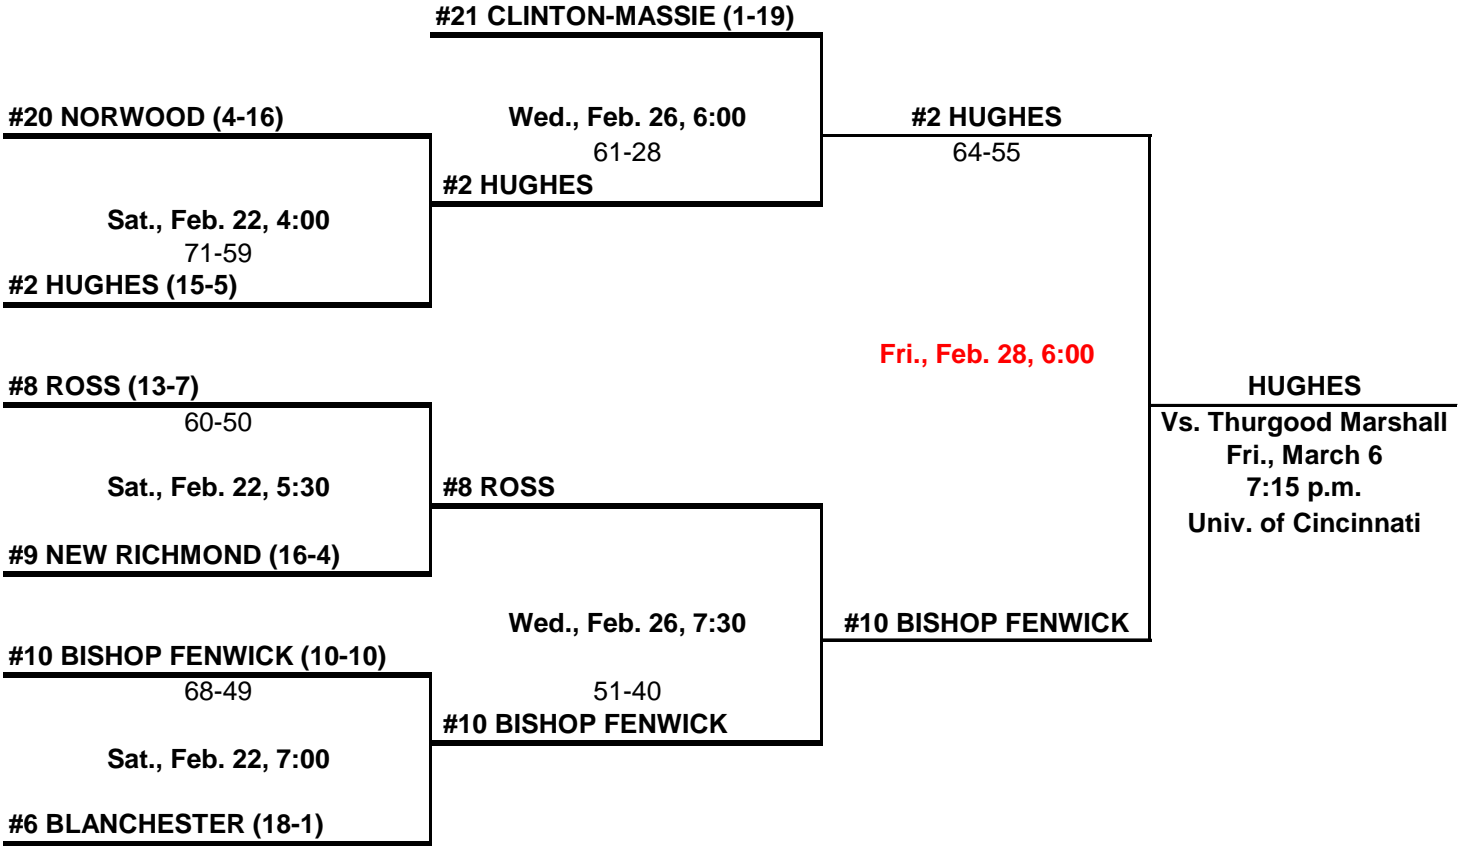 #21 CLINTON-MASSIE (1-19)
#20 NORWOOD (4-16)
Wed., Feb. 26, 6:00
#2 HUGHES
61-28
64-55
#2 HUGHES
Sat., Feb. 22, 4:00
71-59
#2 HUGHES (15-5)
Fri., Feb. 28, 6:00
#8 ROSS (13-7)
HUGHES
60-50
Vs. Thurgood Marshall
Fri., March 6
Sat., Feb. 22, 5:30
#8 ROSS
7:15 p.m.
Univ. of Cincinnati
#9 NEW RICHMOND (16-4)
Wed., Feb. 26, 7:30
#10 BISHOP FENWICK
#10 BISHOP FENWICK (10-10)
68-49
51-40
#10 BISHOP FENWICK
Sat., Feb. 22, 7:00
#6 BLANCHESTER (18-1)